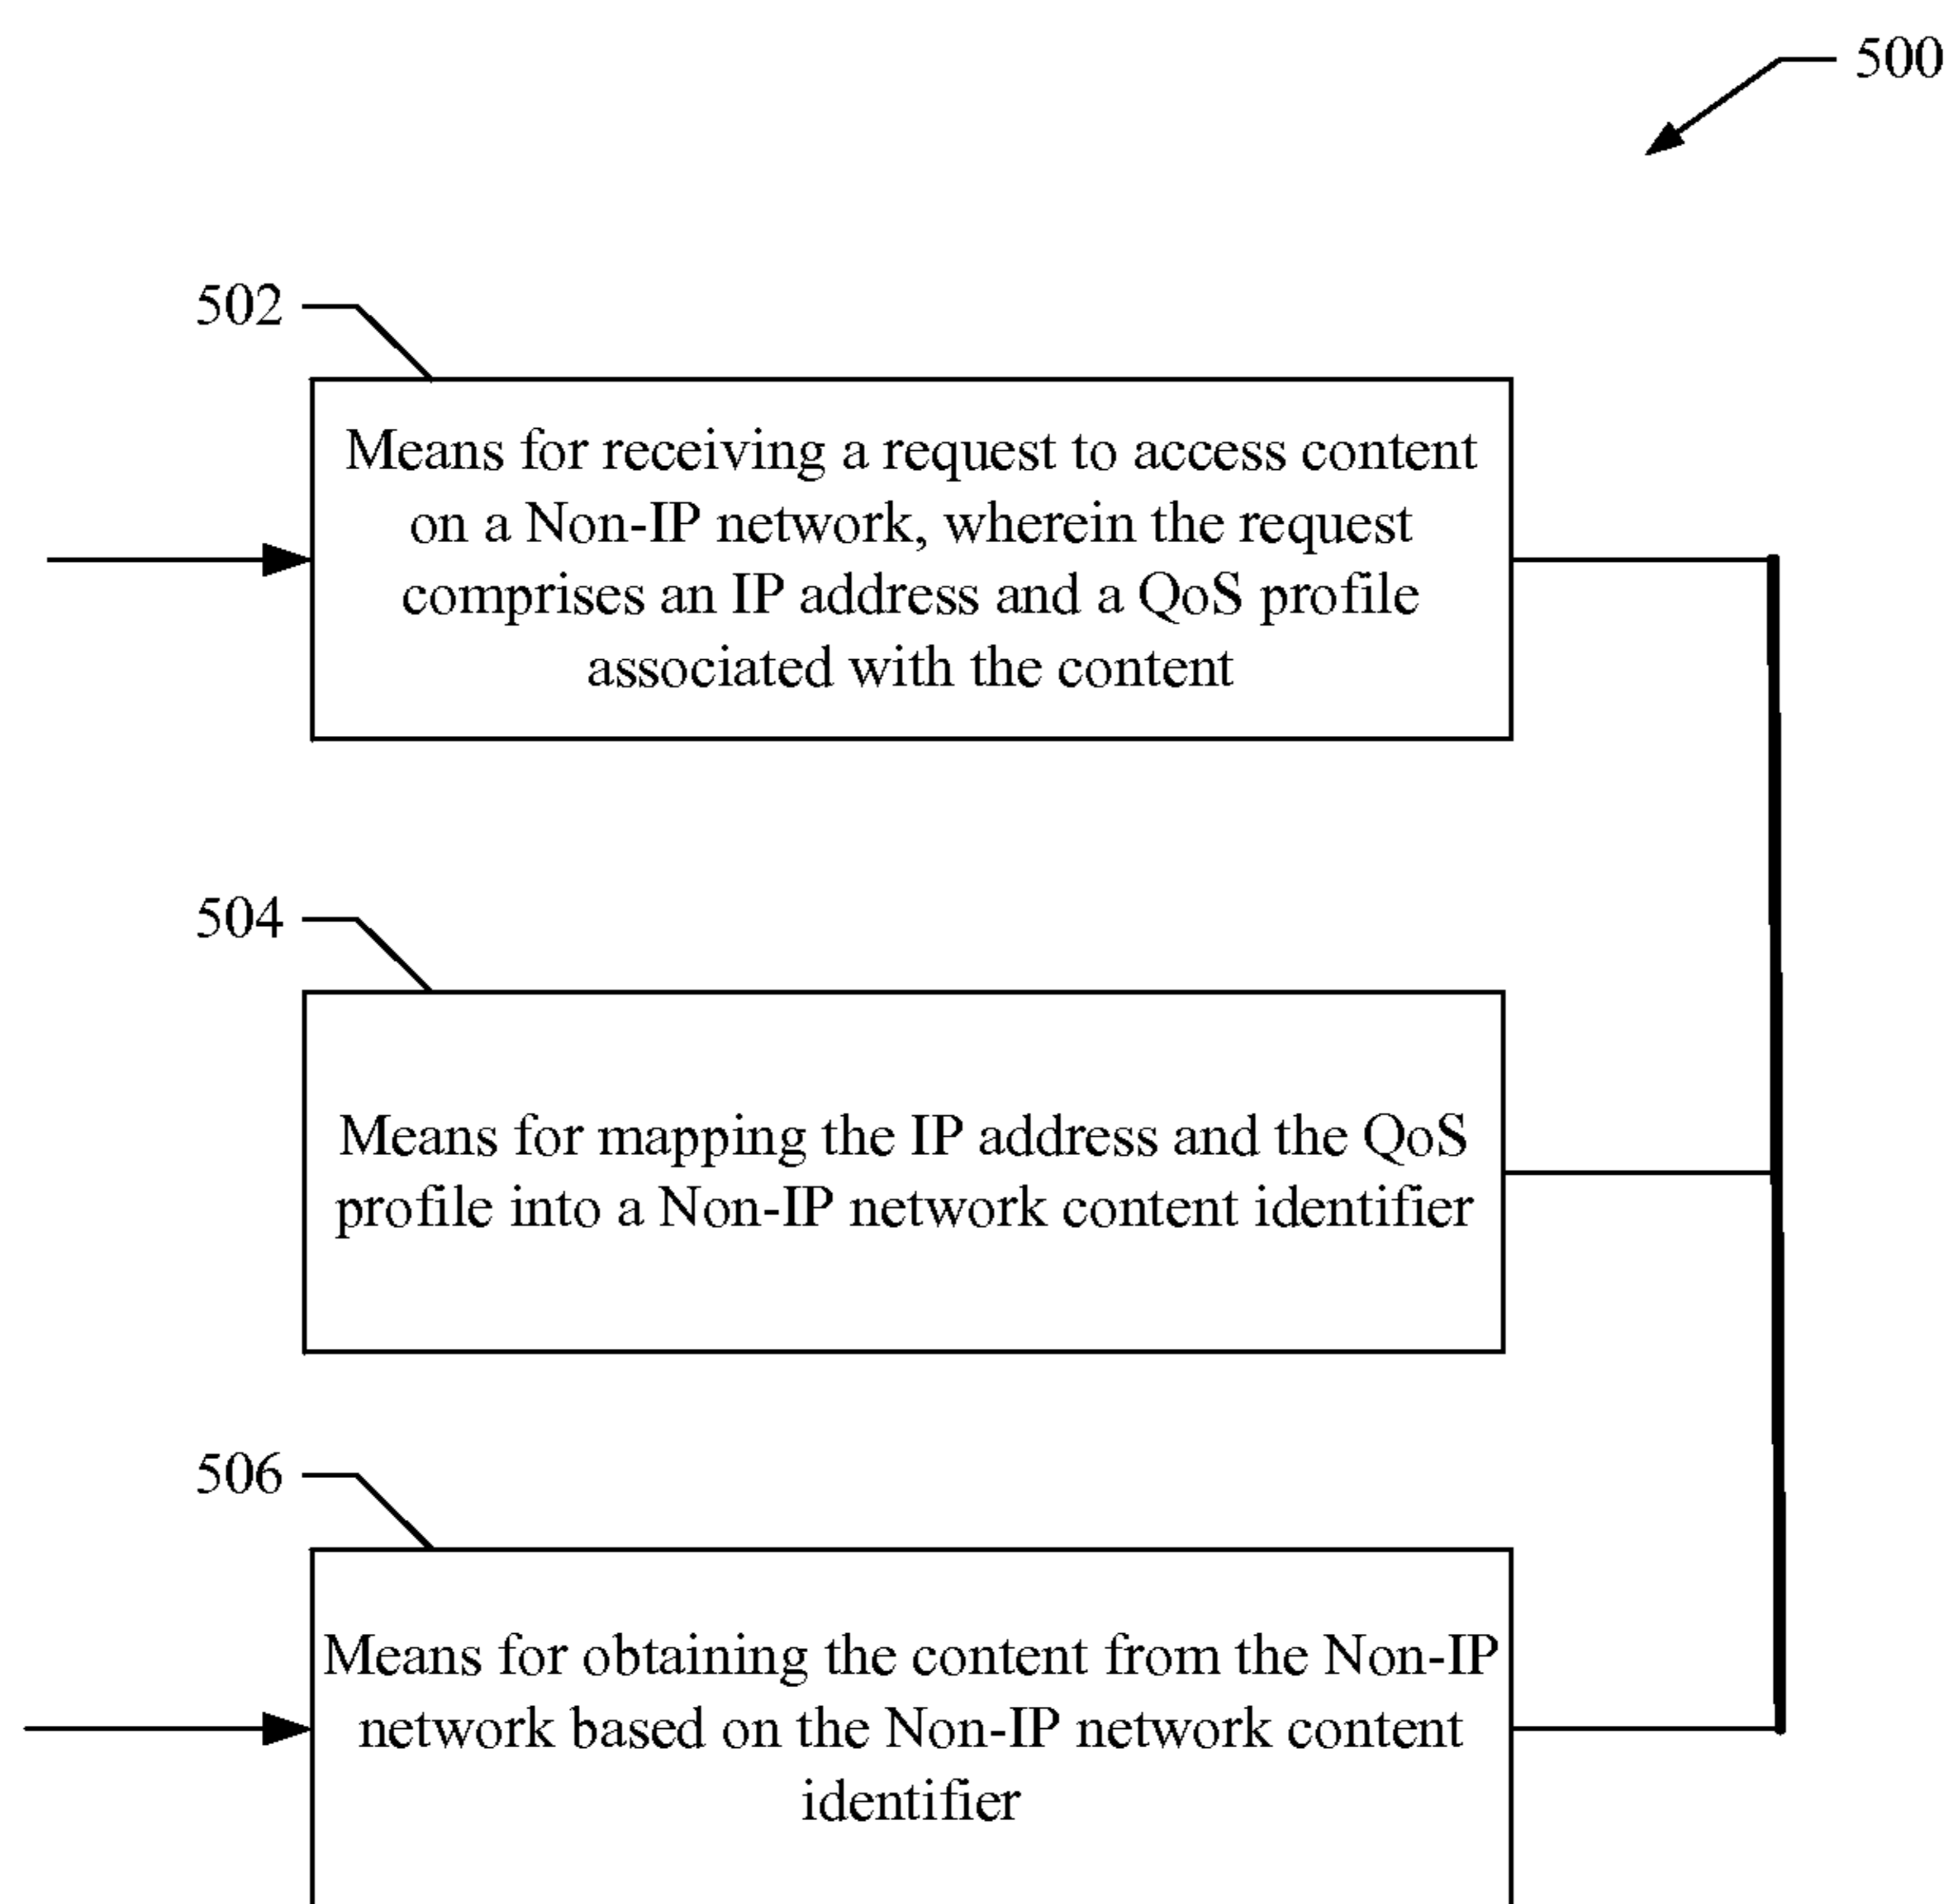 500
502
Means for receiving a request to access content
on a Non-IP network, wherein the request
comprises an IP address and a QoS profile
associated with the content
504
Means for mapping the IP address and the QoS
profile into a Non-IP network content identifier
506
Means for obtaining the content from the Non-IP
network based on the Non-IP network content
identifier